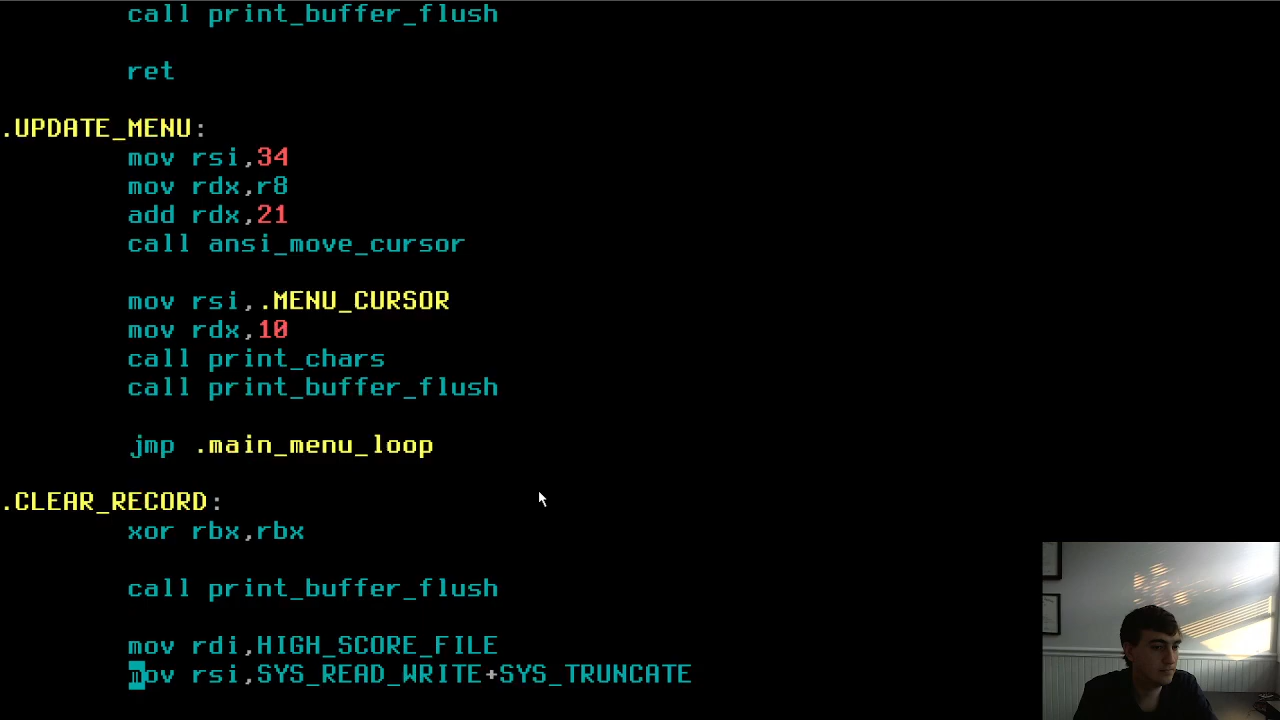 call print_buffer_flush
ret
.UPDATE_MENU:
mov rsi,34
mov rdx,r8
add rdx,21
call ansi_move_cursor
mov rsi,.MENU_CURSOR
mov rdx,10
call print_chars
call print_buffer_flush
jmp .main_menu_loop
.CLEAR_RECORD:
xor rbx,rbx
call print_buffer_flush
mov rdi,HIGH_SCORE_FILE
mov rsi,SYS_READ_WRITE+SYS_TRUNCATE